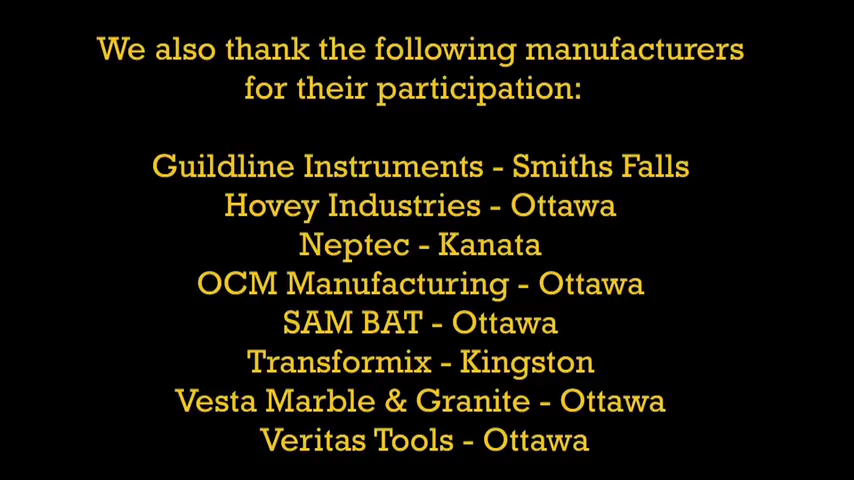 We also thank the following manufacturers
for their participation:
Guildline Instruments - Smiths Falls
Hovey Industries - Ottawa
Neptec - Kanata
OCM Manufacturing - Ottawa
SAM BAT - Ottawa
Transformix - Kingston
Vesta Marble & Granite - Ottawa
Veritas Tools - Ottawa